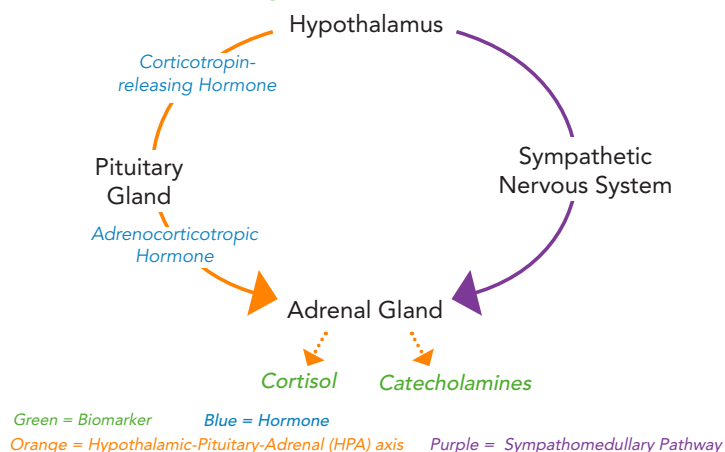 Hypothalamus
Corticotropin-
releasing Hormone
Pituitary
Gland
Sympathetic
Nervous System
Adrenocorticotropic
Hormone
Adrenal Gland
Cortisol
Catecholamines
Green = Biomarker
Blue = Hormone
Orange = Hypothalamic-Pituitary-Adrenal (HPA) axis
Purple = Sympathomedullary Pathway